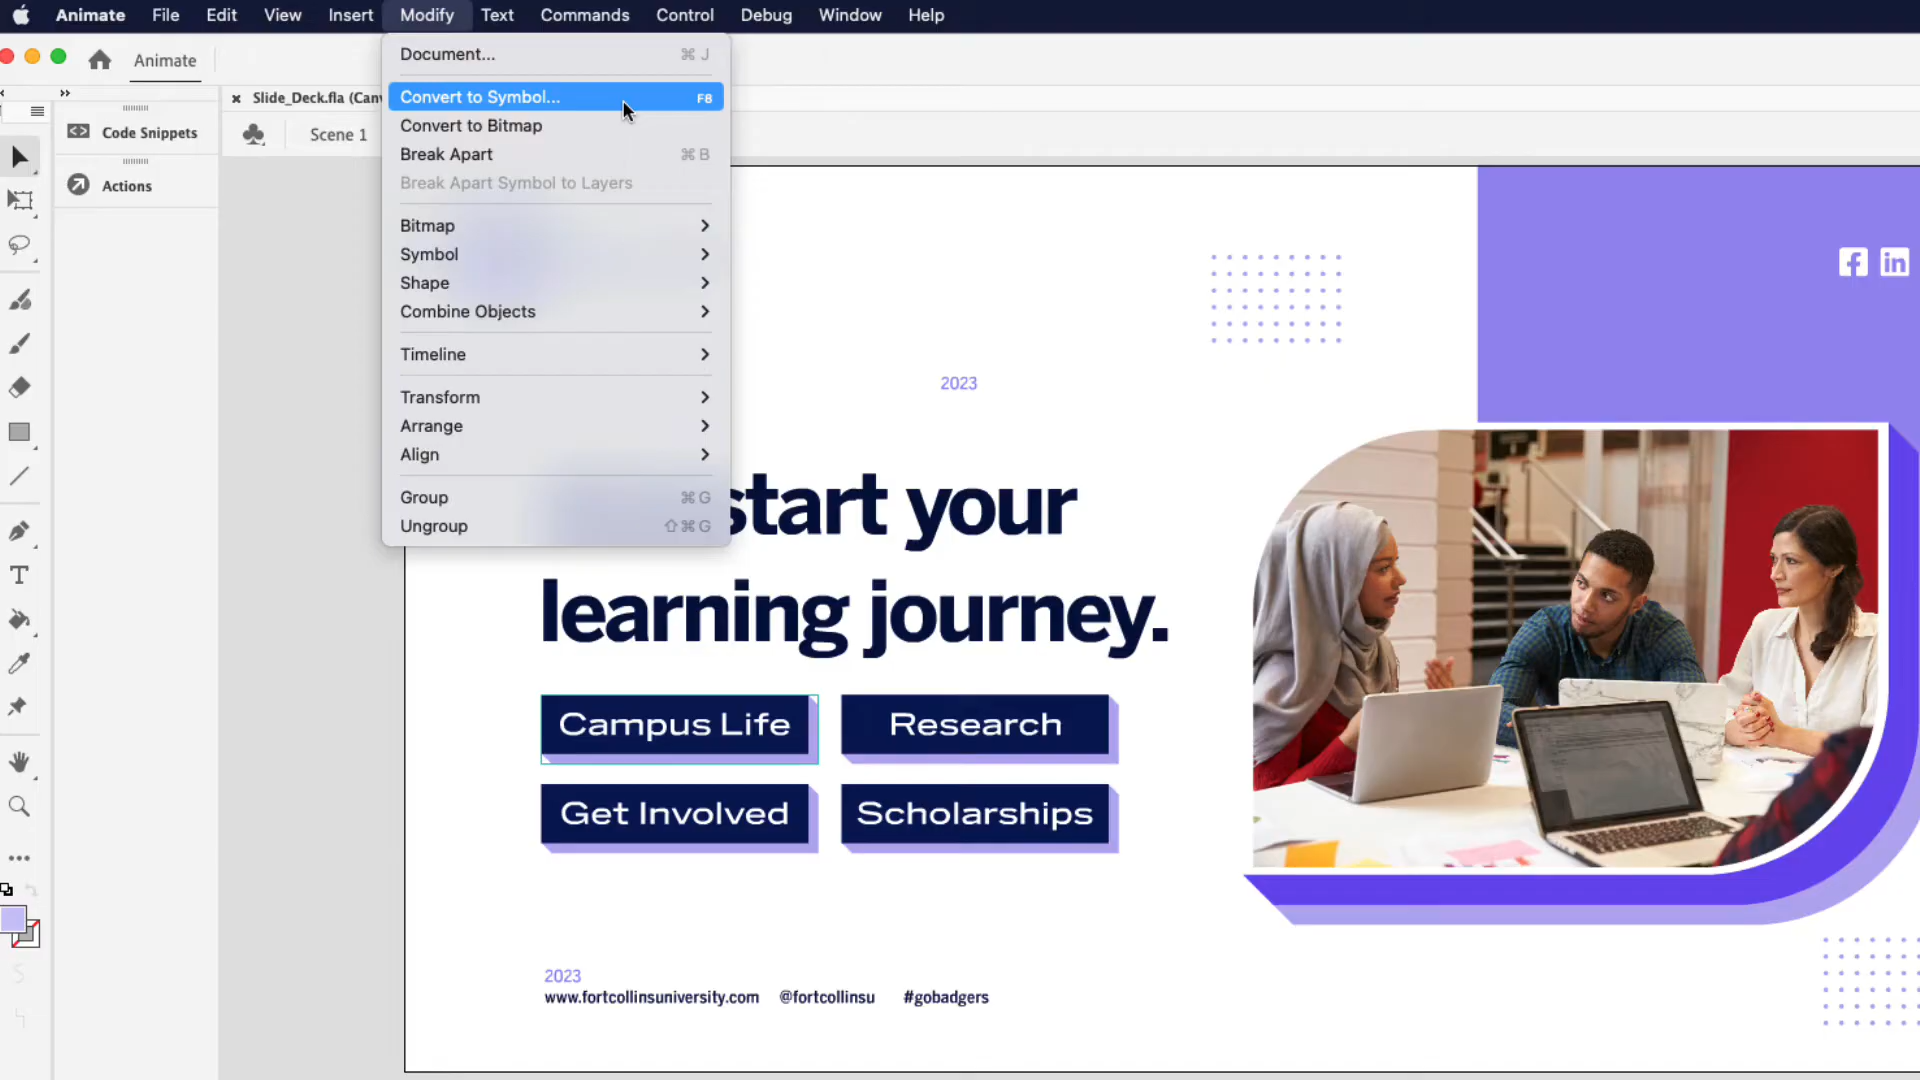 Animate File Edit View Insert Modify Text Commands Control Debug Window Help
Animate
Slide_Deck.fla (Can
Code Snippets
Scene 1
Actions
Document... ⌘ J
Convert to Symbol... F8
Convert to Bitmap
Break Apart ⌘ B
Break Apart Symbol to Layers
Bitmap
Symbol
Shape
Combine Objects
Timeline
Transform
Arrange
Align
Group ⌘ G
Ungroup ⇧ ⌘ G
2023
start your
learning journey.
Campus Life Research
Get Involved Scholarships
2023
www.fortcollinsuniversity.com @fortcollinsu #gobadgers
f in